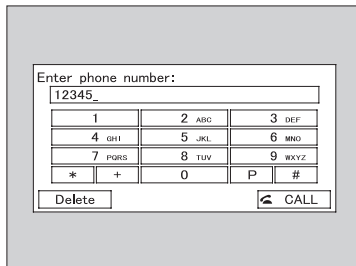 Enter phone number:
12345_
1 2 ABC 3 DEF
4 GHI 5 JKL 6 MNO
7 PQRS 8 TUV 9 WXYZ
* + 0 P #
Delete CALL